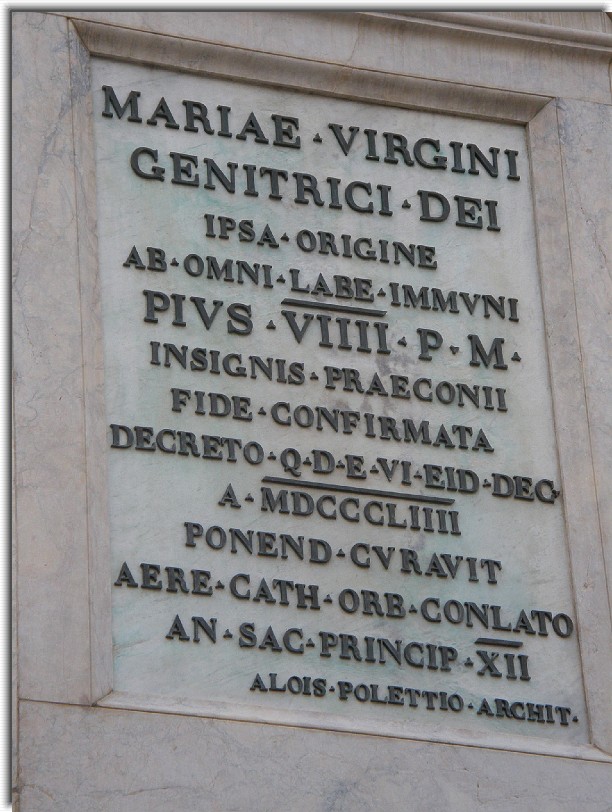 MARIAE · VIRGINI
GENITRICI · DEI
IPSA · ORIGINE
AB · OMNI · LABE · IMMVNI
PIVS · VIIII · P · M ·
INSIGNIS · PRAECONII
FIDE · CONFIRMATA
DECRETO · Q · D · E · VI · EID · DEC ·
A · MDCCCLIIII
PONEND · CVRAVIT
AERE · CATH · ORB · CONLATO
AN · SAC · PRINCIP · XII
ALOIS · POLETTIO · ARCHIT ·